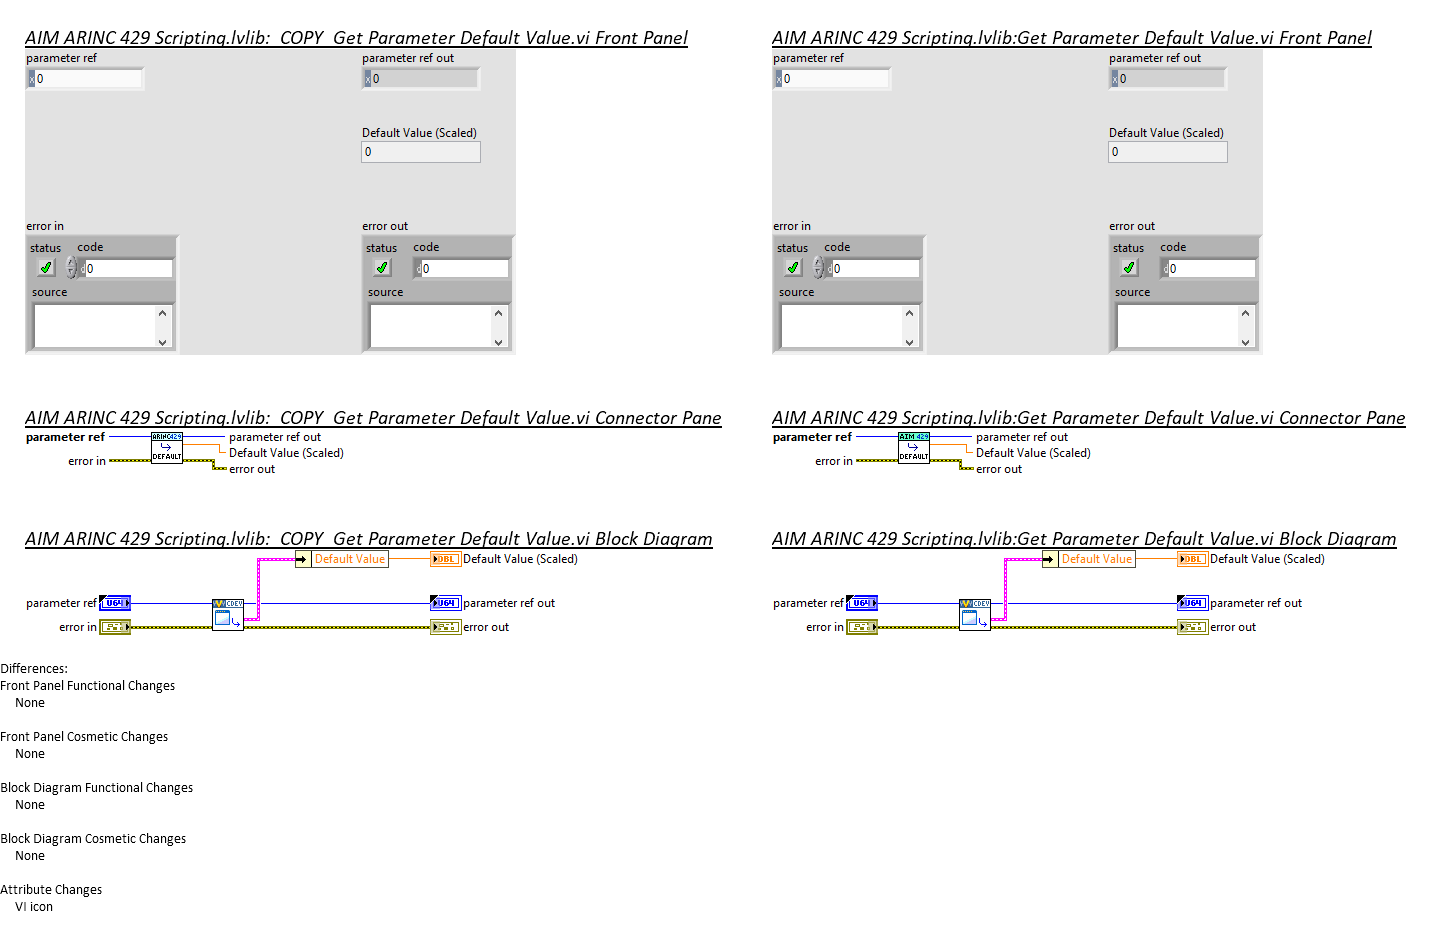 AIM ARINC 429 Scripting.lvlib:_COPY_Get Parameter Default Value.vi Front Panel
parameter ref
0
parameter ref out
0
Default Value (Scaled)
0
error in
status
code
0
source
error out
status
code
0
source
AIM ARINC 429 Scripting.lvlib:Get Parameter Default Value.vi Front Panel
parameter ref
0
parameter ref out
0
Default Value (Scaled)
0
error in
status
code
0
source
error out
status
code
0
source
AIM ARINC 429 Scripting.lvlib:_COPY_Get Parameter Default Value.vi Connector Pane
parameter ref
error in
ARINC429
DEFAULT
parameter ref out
Default Value (Scaled)
error out
AIM ARINC 429 Scripting.lvlib:Get Parameter Default Value.vi Connector Pane
parameter ref
error in
AIM 429
DEFAULT
parameter ref out
Default Value (Scaled)
error out
AIM ARINC 429 Scripting.lvlib:_COPY_Get Parameter Default Value.vi Block Diagram
Default Value
DBL
Default Value (Scaled)
parameter ref
U64
CDEV
U64
parameter ref out
error in
error out
AIM ARINC 429 Scripting.lvlib:Get Parameter Default Value.vi Block Diagram
Default Value
DBL
Default Value (Scaled)
parameter ref
U64
CDEV
U64
parameter ref out
error in
error out
Differences:
Front Panel Functional Changes
None
Front Panel Cosmetic Changes
None
Block Diagram Functional Changes
None
Block Diagram Cosmetic Changes
None
Attribute Changes
VI icon